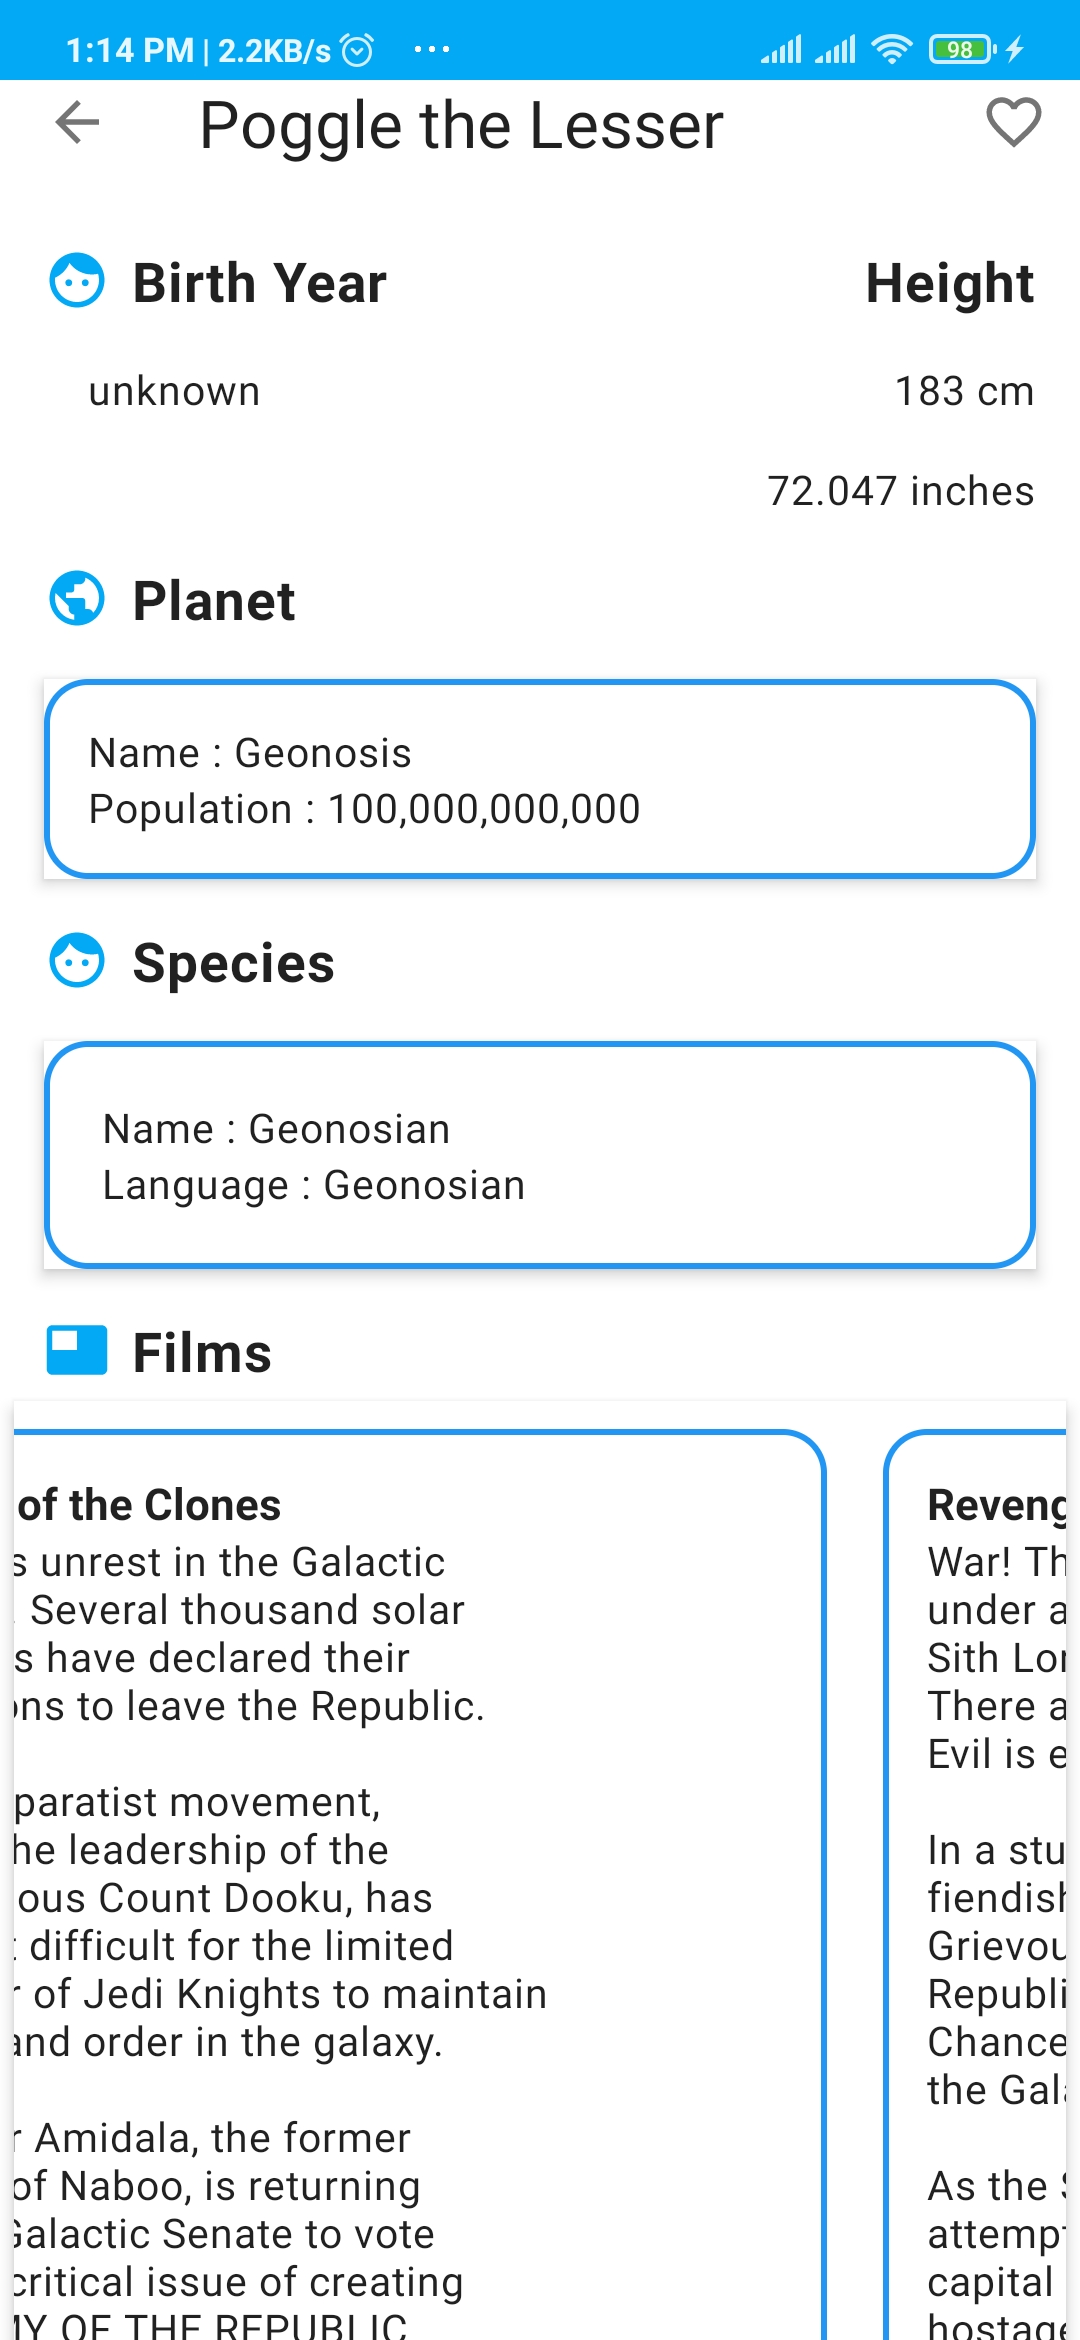 1:14 PM | 2.2KB/s ... 98
Poggle the Lesser
Birth Year
Height
unknown
183 cm
72.047 inches
Planet
Name : Geonosis
Population : 100,000,000,000
Species
Name : Geonosian
Language : Geonosian
Films
of the Clones
s unrest in the Galactic
. Several thousand solar
s have declared their
ns to leave the Republic.
paratist movement,
he leadership of the
ous Count Dooku, has
difficult for the limited
r of Jedi Knights to maintain
and order in the galaxy.
r Amidala, the former
of Naboo, is returning
Galactic Senate to vote
critical issue of creating
MY OF THE REPUBLIC
Reveng
War! Th
under a
Sith Lor
There a
Evil is e
In a stu
fiendish
Grievou
Republi
Chance
the Gala
As the S
attempt
capital
hostage